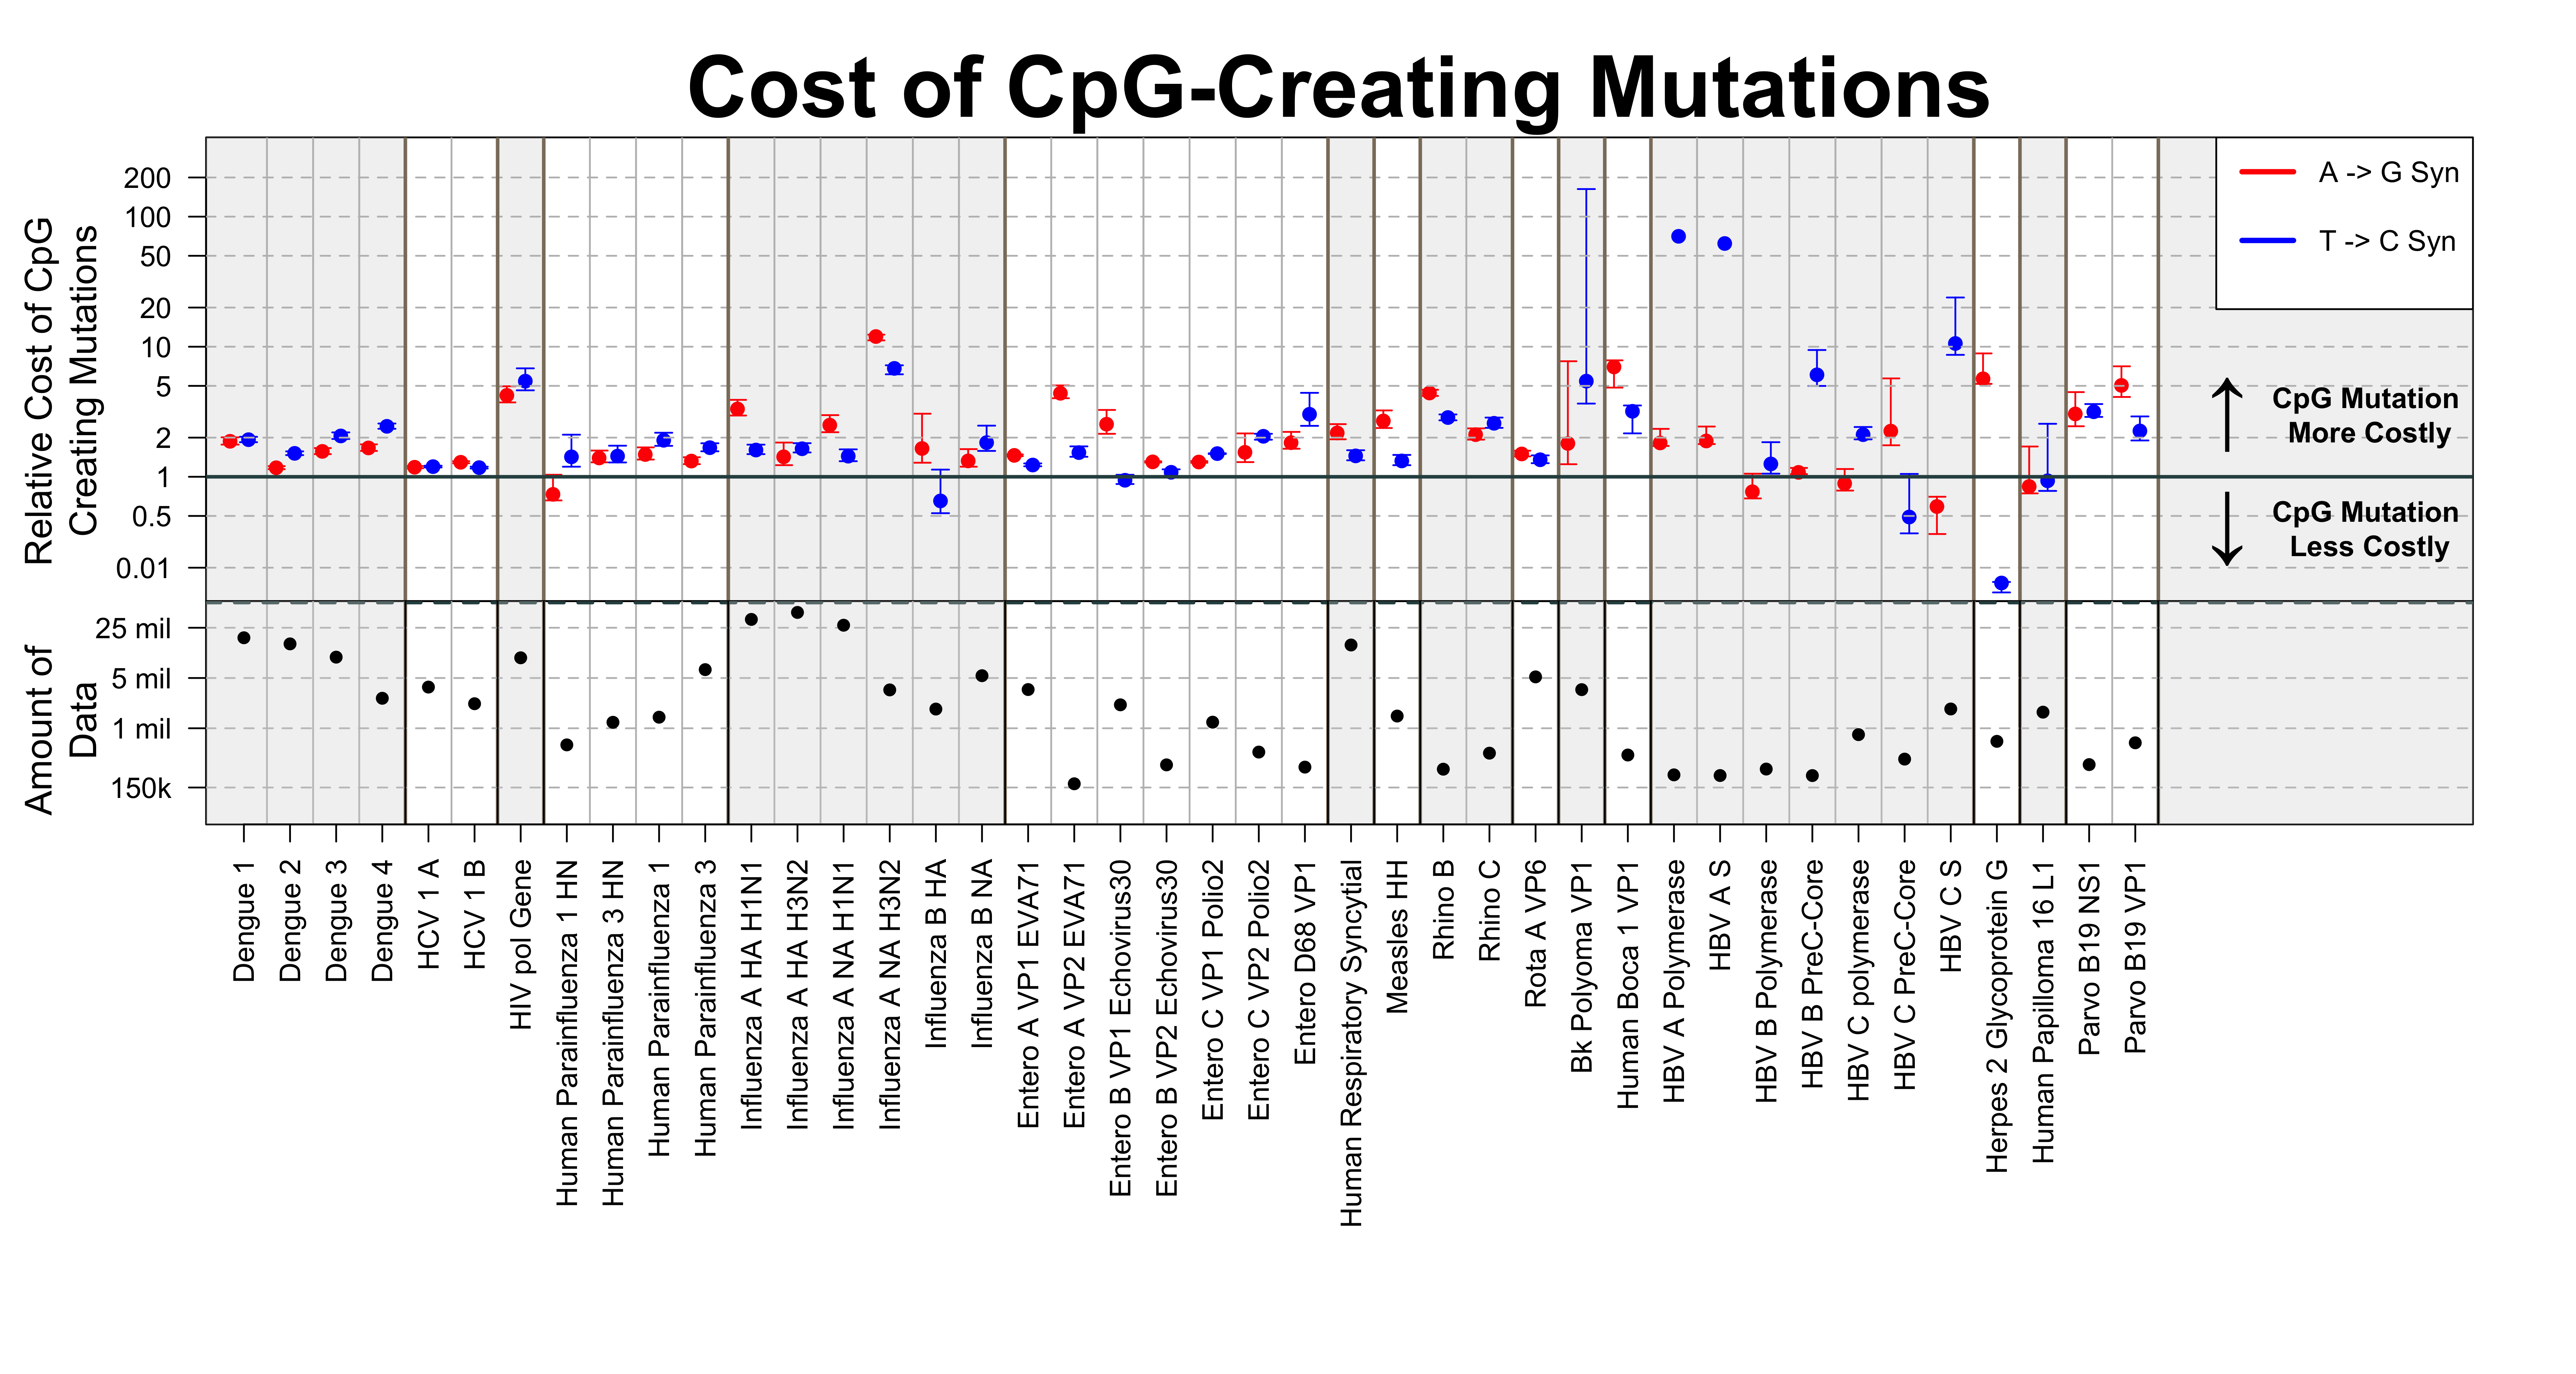 Cost of CpG-Creating Mutations
Relative Cost of CpG
Creating Mutations
200
100
50
20
10
5
2
1
0.5
0.01
A -> G Syn
T -> C Syn
CpG Mutation
More Costly
CpG Mutation
Less Costly
Amount of
Data
25 mil
5 mil
1 mil
150k
Dengue 1
Dengue 2
Dengue 3
Dengue 4
HCV 1 A
HCV 1 B
HIV pol Gene
Human Parainfluenza 1 HN
Human Parainfluenza 3 HN
Human Parainfluenza 1
Human Parainfluenza 3
Influenza A HA H1N1
Influenza A HA H3N2
Influenza A NA H1N1
Influenza A NA H3N2
Influenza B HA
Influenza B NA
Entero A VP1 EVA71
Entero A VP2 EVA71
Entero B VP1 Echovirus30
Entero B VP2 Echovirus30
Entero C VP1 Polio2
Entero C VP2 Polio2
Entero D68 VP1
Human Respiratory Syncytial
Measles HH
Rhino B
Rhino C
Rota A VP6
Bk Polyoma VP1
Human Boca 1 VP1
HBV A Polymerase
HBV A S
HBV B Polymerase
HBV B PreC-Core
HBV C polymerase
HBV C PreC-Core
HBV C S
Herpes 2 Glycoprotein G
Human Papilloma 16 L1
Parvo B19 NS1
Parvo B19 VP1